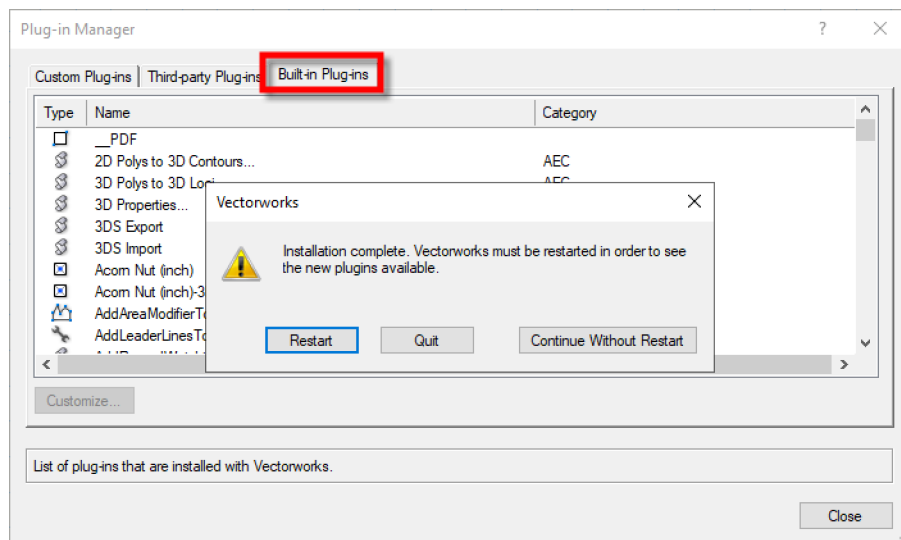 Plug-in Manager
?
Custom Plug-ins Third-party Plug-ins Built-in Plug-ins
Type Name Category
__PDF
2D Polys to 3D Contours... AEC
3D Polys to 3D
3D Properties...
3DS Export
3DS Import
Acorn Nut (inch)
Acorn Nut (inch)-3
AddAreaModifierTo
AddLeaderLinesTo
Vectorworks
Installation complete. Vectorworks must be restarted in order to see
the new plugins available.
Restart Quit Continue Without Restart
Customize...
List of plug-ins that are installed with Vectorworks.
Close